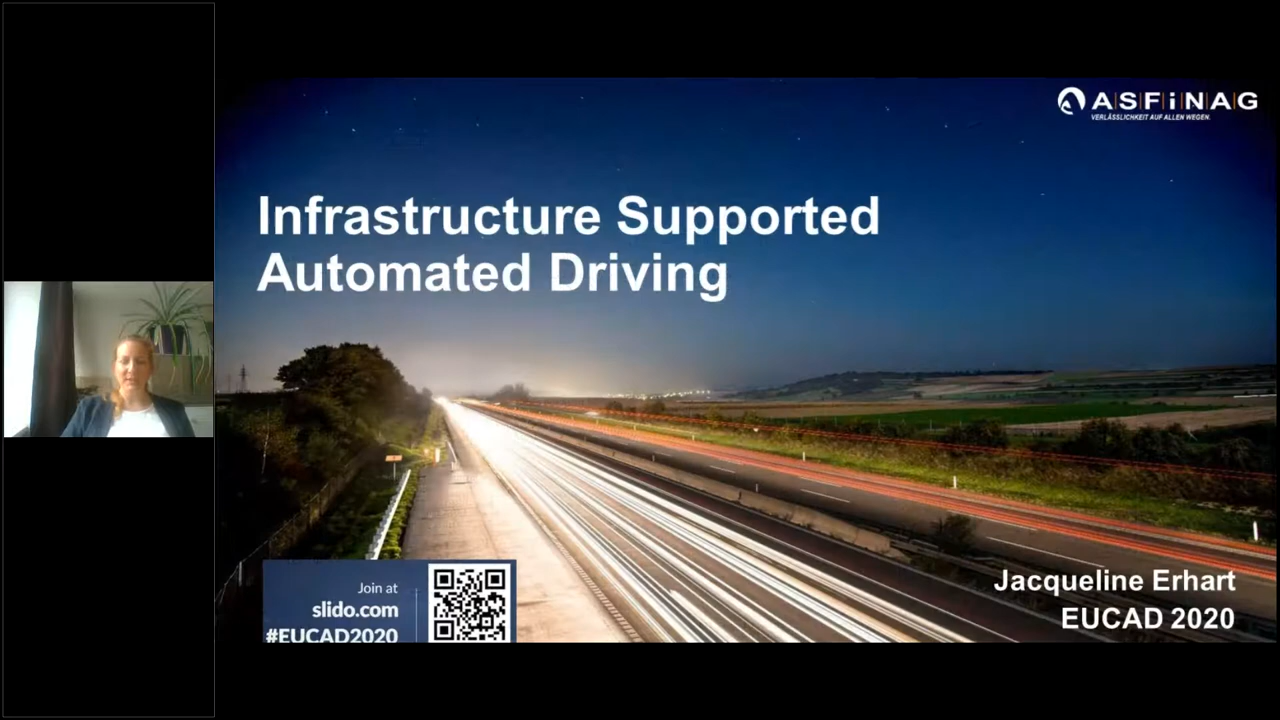 ASFiNAG
VERLÄSSLICHKEIT AUF ALLEN WEGEN.
Infrastructure Supported
Automated Driving
Join at
slido.com
#EUCAD2020
Jacqueline Erhart
EUCAD 2020